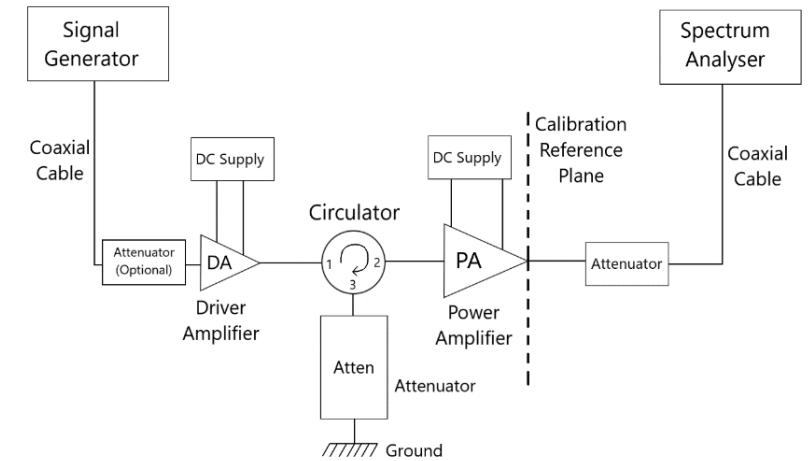 Signal
Generator
Spectrum
Analyser
Coaxial
Cable
DC Supply
DC Supply
Calibration
Reference
Plane
Coaxial
Cable
Circulator
Attenuator
(Optional)
DA
1
2
3
PA
Attenuator
Driver
Amplifier
Power
Amplifier
Atten
Attenuator
Ground